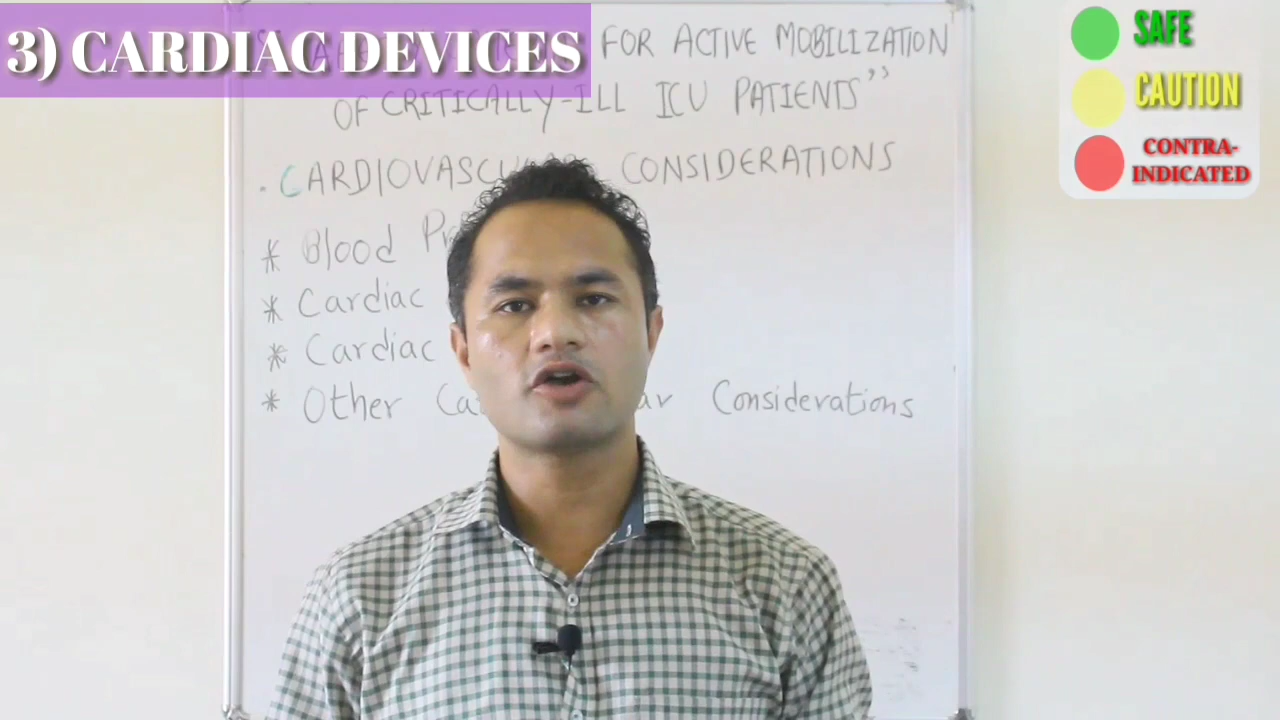 3) CARDIAC DEVICES
FOR ACTIVE MOBILIZATION
OF CRITICALLY-ILL ICU PATIENTS”
• CARDIOVASCULAR CONSIDERATIONS
* Blood
* Cardiac
* Cardiac
* Other Considerations
SAFE
CAUTION
CONTRA-
INDICATED